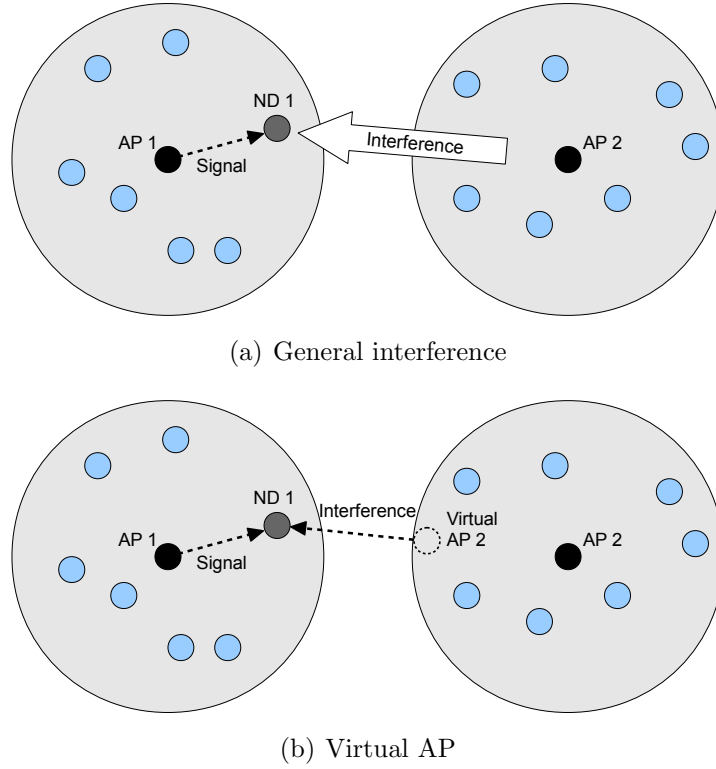 ND 1
AP 1
Signal
Interference
AP 2
(a) General interference
ND 1
Interference
Virtual
AP 2
AP 1
Signal
AP 2
(b) Virtual AP